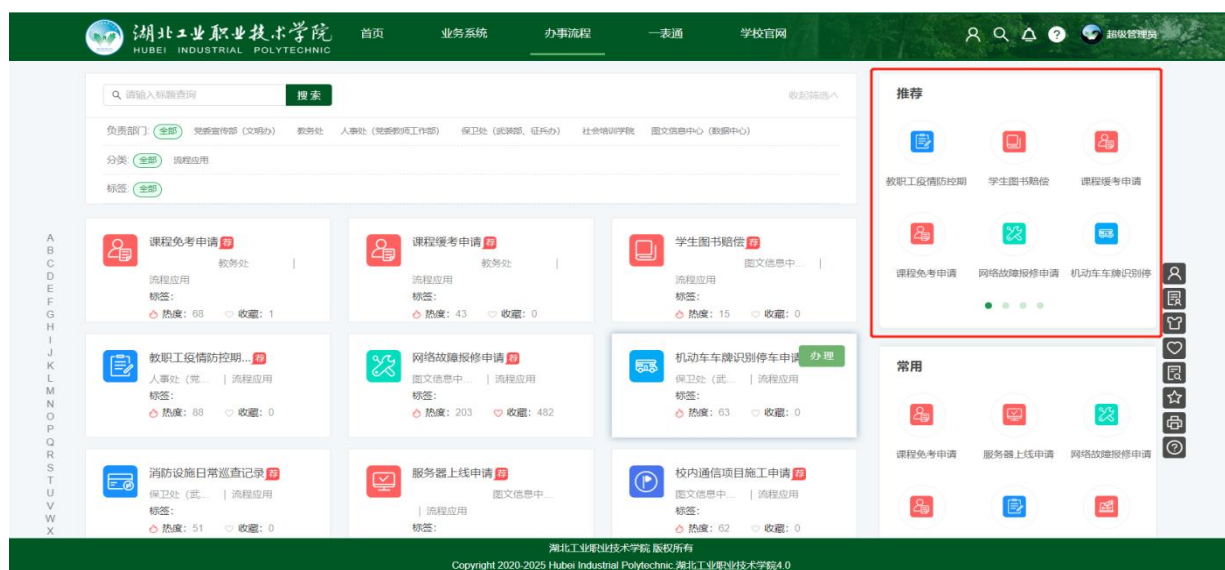 湖北工业职业技术学院
HUBEI INDUSTRIAL POLYTECHNIC
首页 业务系统 办事流程 一表通 学校官网
超级管理员
请输入标题查询 搜索 收起筛选
负责部门: 全部 党委宣传部（文明办） 教务处 人事处（党委教师工作部） 保卫处（武装部、征兵办） 社会培训学院 图文信息中心（数据中心）
分类: 全部 流程应用
标签: 全部
A
B
C
D
E
F
G
H
I
J
K
L
M
N
O
P
Q
R
S
T
U
V
W
X
课程免考申请 荐
教务处 |
流程应用
标签:
热度: 68 收藏: 1
课程缓考申请 荐
教务处 |
流程应用
标签:
热度: 43 收藏: 0
学生图书赔偿 荐
图文信息中... |
流程应用
标签:
热度: 15 收藏: 0
教职工疫情防控期... 荐
人事处（党... | 流程应用
标签:
热度: 88 收藏: 0
网络故障报修申请 荐
图文信息中... | 流程应用
标签:
热度: 203 收藏: 482
机动车车牌识别停车申请 办理
保卫处（武... | 流程应用
标签:
热度: 63 收藏: 0
消防设施日常巡查记录 荐
保卫处（武... | 流程应用
标签:
热度: 51 收藏: 0
服务器上线申请 荐
图文信息中...
| 流程应用
标签:
校内通信项目施工申请 荐
图文信息中... | 流程应用
标签:
热度: 62 收藏: 0
推荐
教职工疫情防控期 学生图书赔偿 课程缓考申请
课程免考申请 网络故障报修申请 机动车车牌识别停
常用
课程免考申请 服务器上线申请 网络故障报修申请
湖北工业职业技术学院 版权所有
Copyright 2020-2025 Hubei Industrial Polytechnic.湖北工业职业技术学院4.0